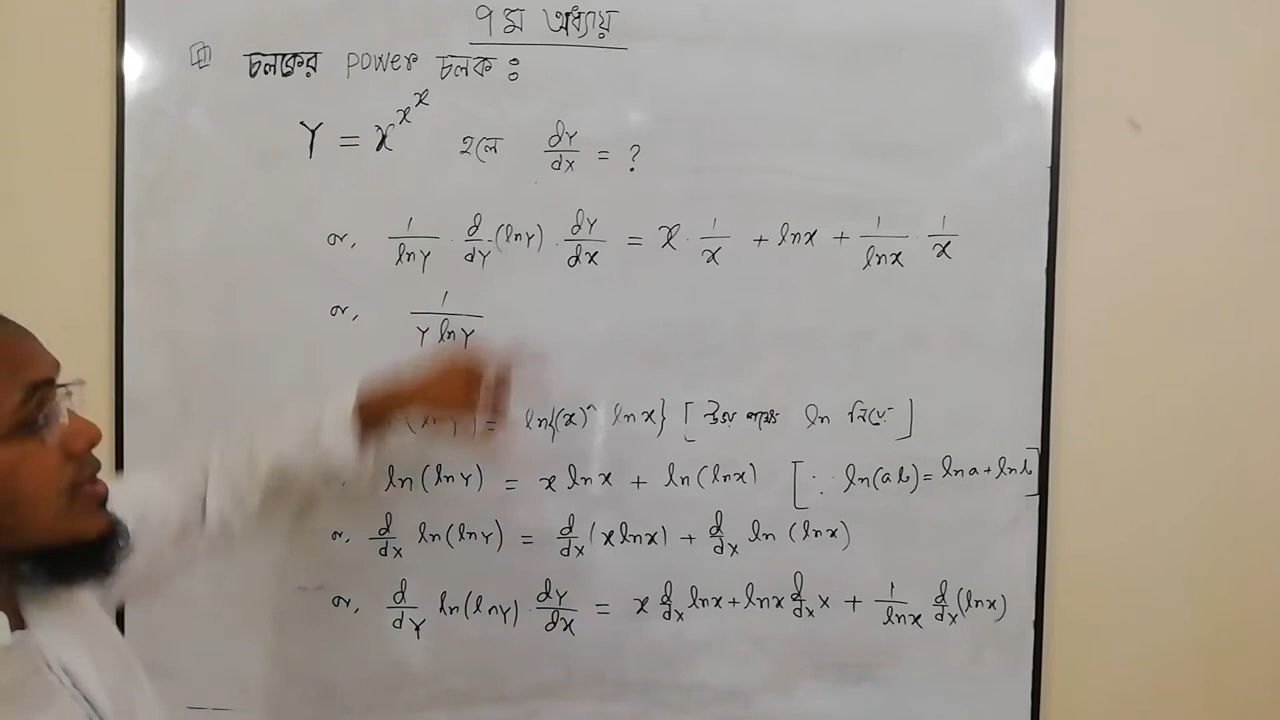 ৭ম অধ্যায়
চলকের power চলক :
Y = x^{x^x} হলে dY/dx = ?
or, 1/lnY · d/dY (lnY) · dY/dx = x · 1/x + lnx + 1/lnx · 1/x
or, 1/(Y lnY)
= ln{(x)^ lnx} [ উভয় পক্ষে ln নিয়ে ]
ln(lnY) = x lnx + ln(lnx) [ ∵ ln(ab) = lna + lnb ]
or, d/dx ln(lnY) = d/dx (x lnx) + d/dx ln (lnx)
or, d/dY ln(lnY) · dY/dx = x d/dx lnx + lnx d/dx x + 1/lnx d/dx (lnx)